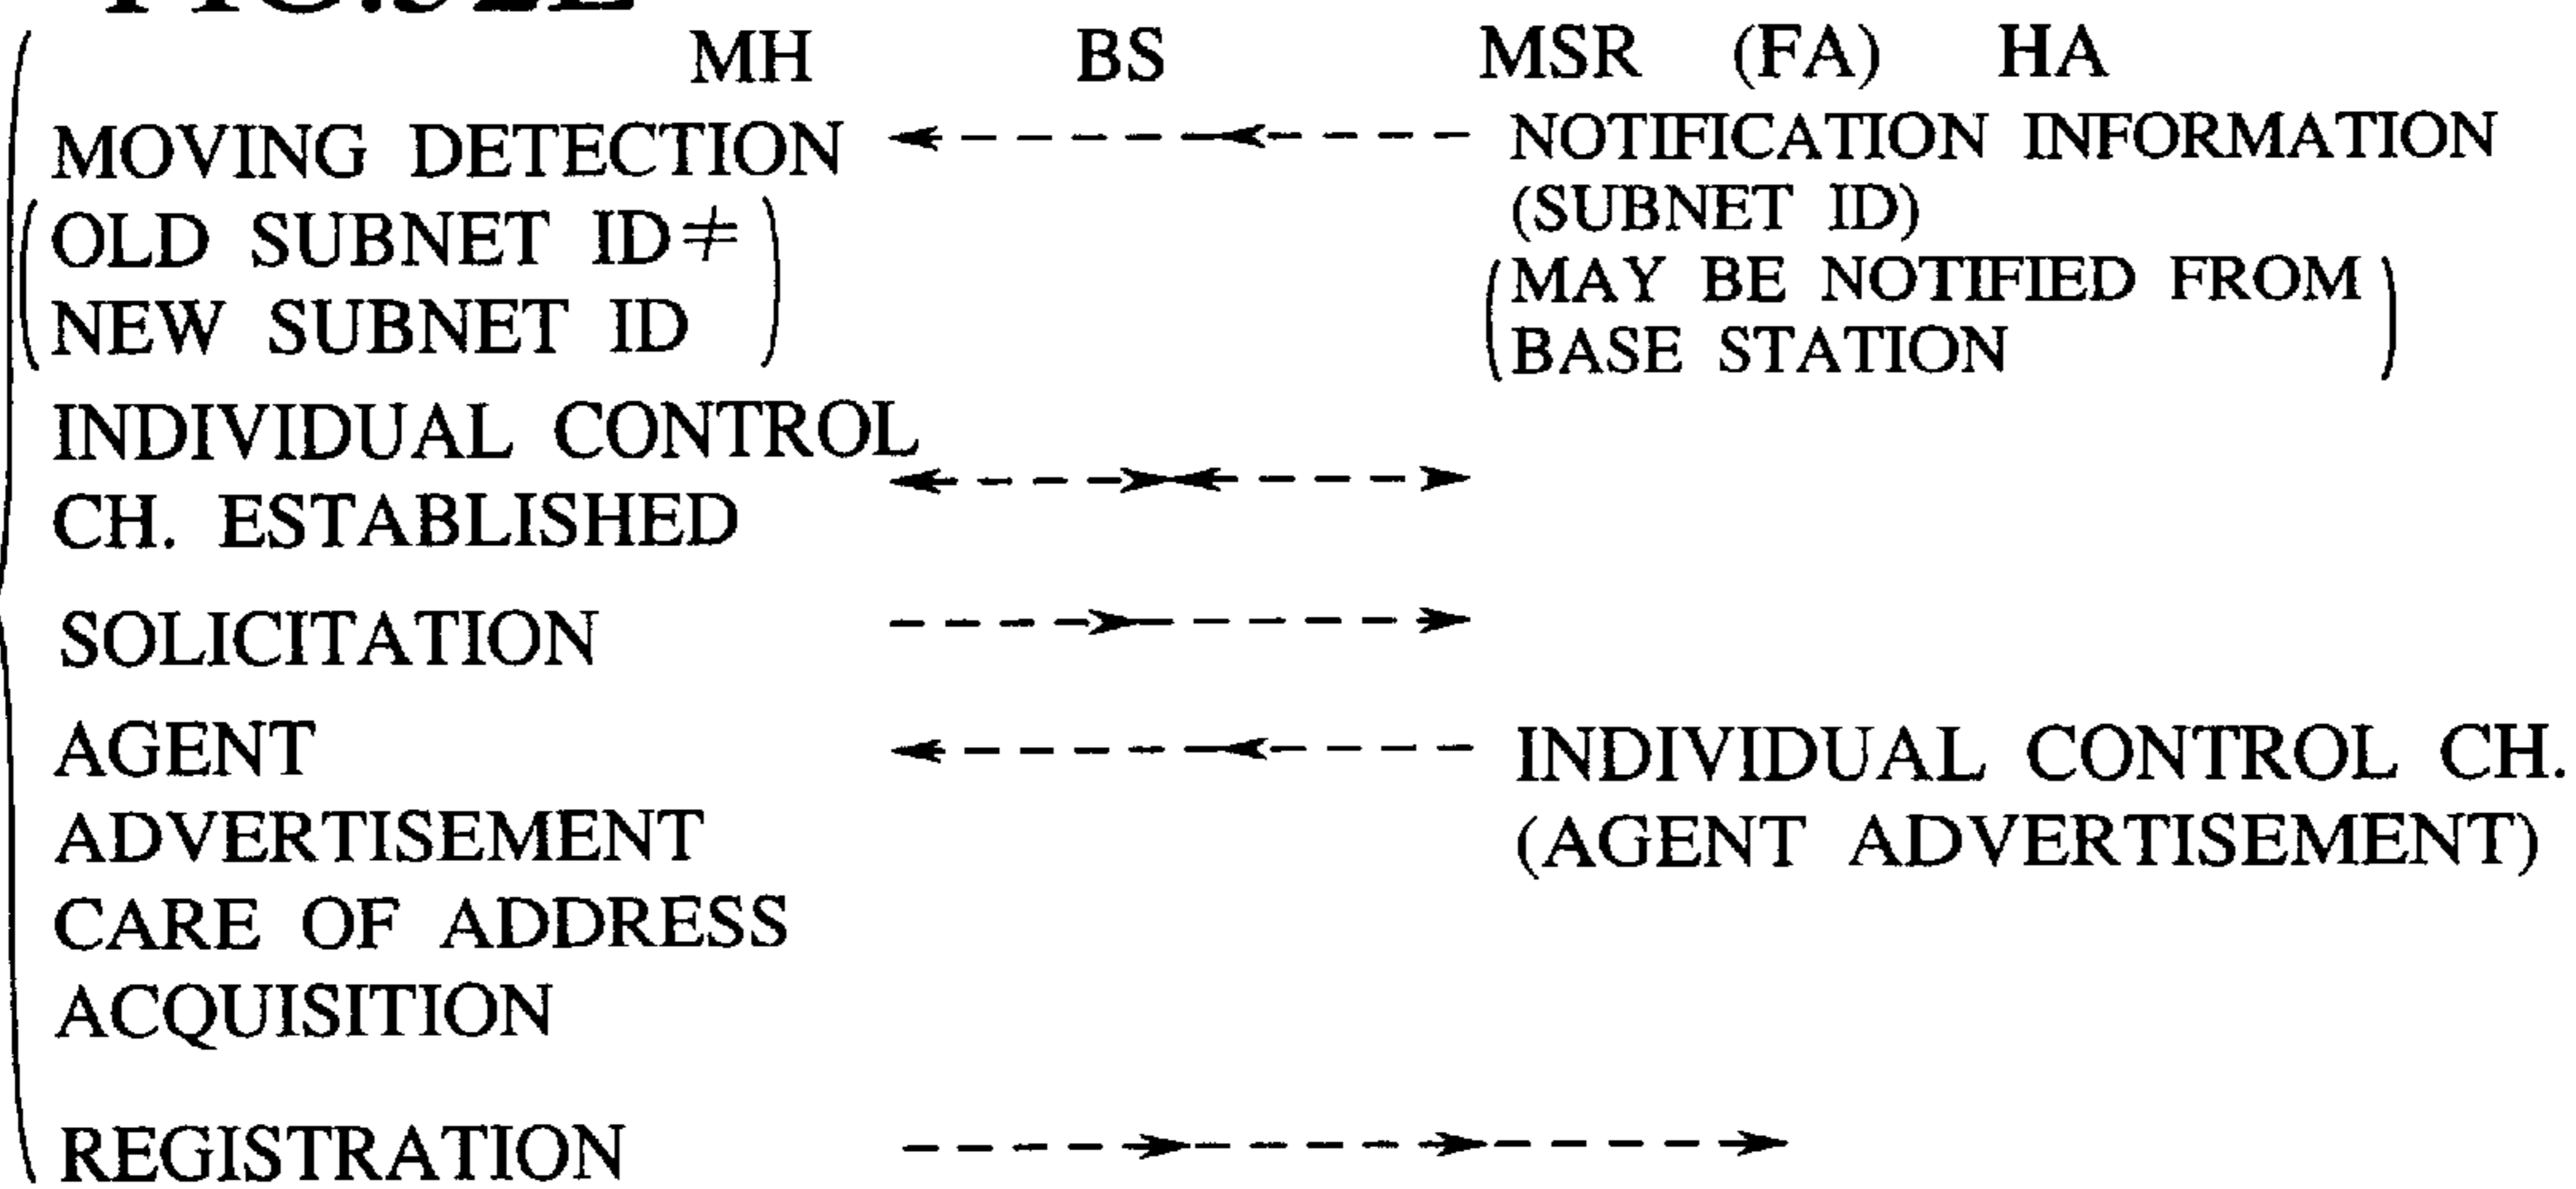 MH BS MSR (FA) HA
MOVING DETECTION
(OLD SUBNET ID≠
NEW SUBNET ID)
NOTIFICATION INFORMATION
(SUBNET ID)
(MAY BE NOTIFIED FROM
BASE STATION)
INDIVIDUAL CONTROL
CH. ESTABLISHED
SOLICITATION
AGENT
ADVERTISEMENT
INDIVIDUAL CONTROL CH.
(AGENT ADVERTISEMENT)
CARE OF ADDRESS
ACQUISITION
REGISTRATION